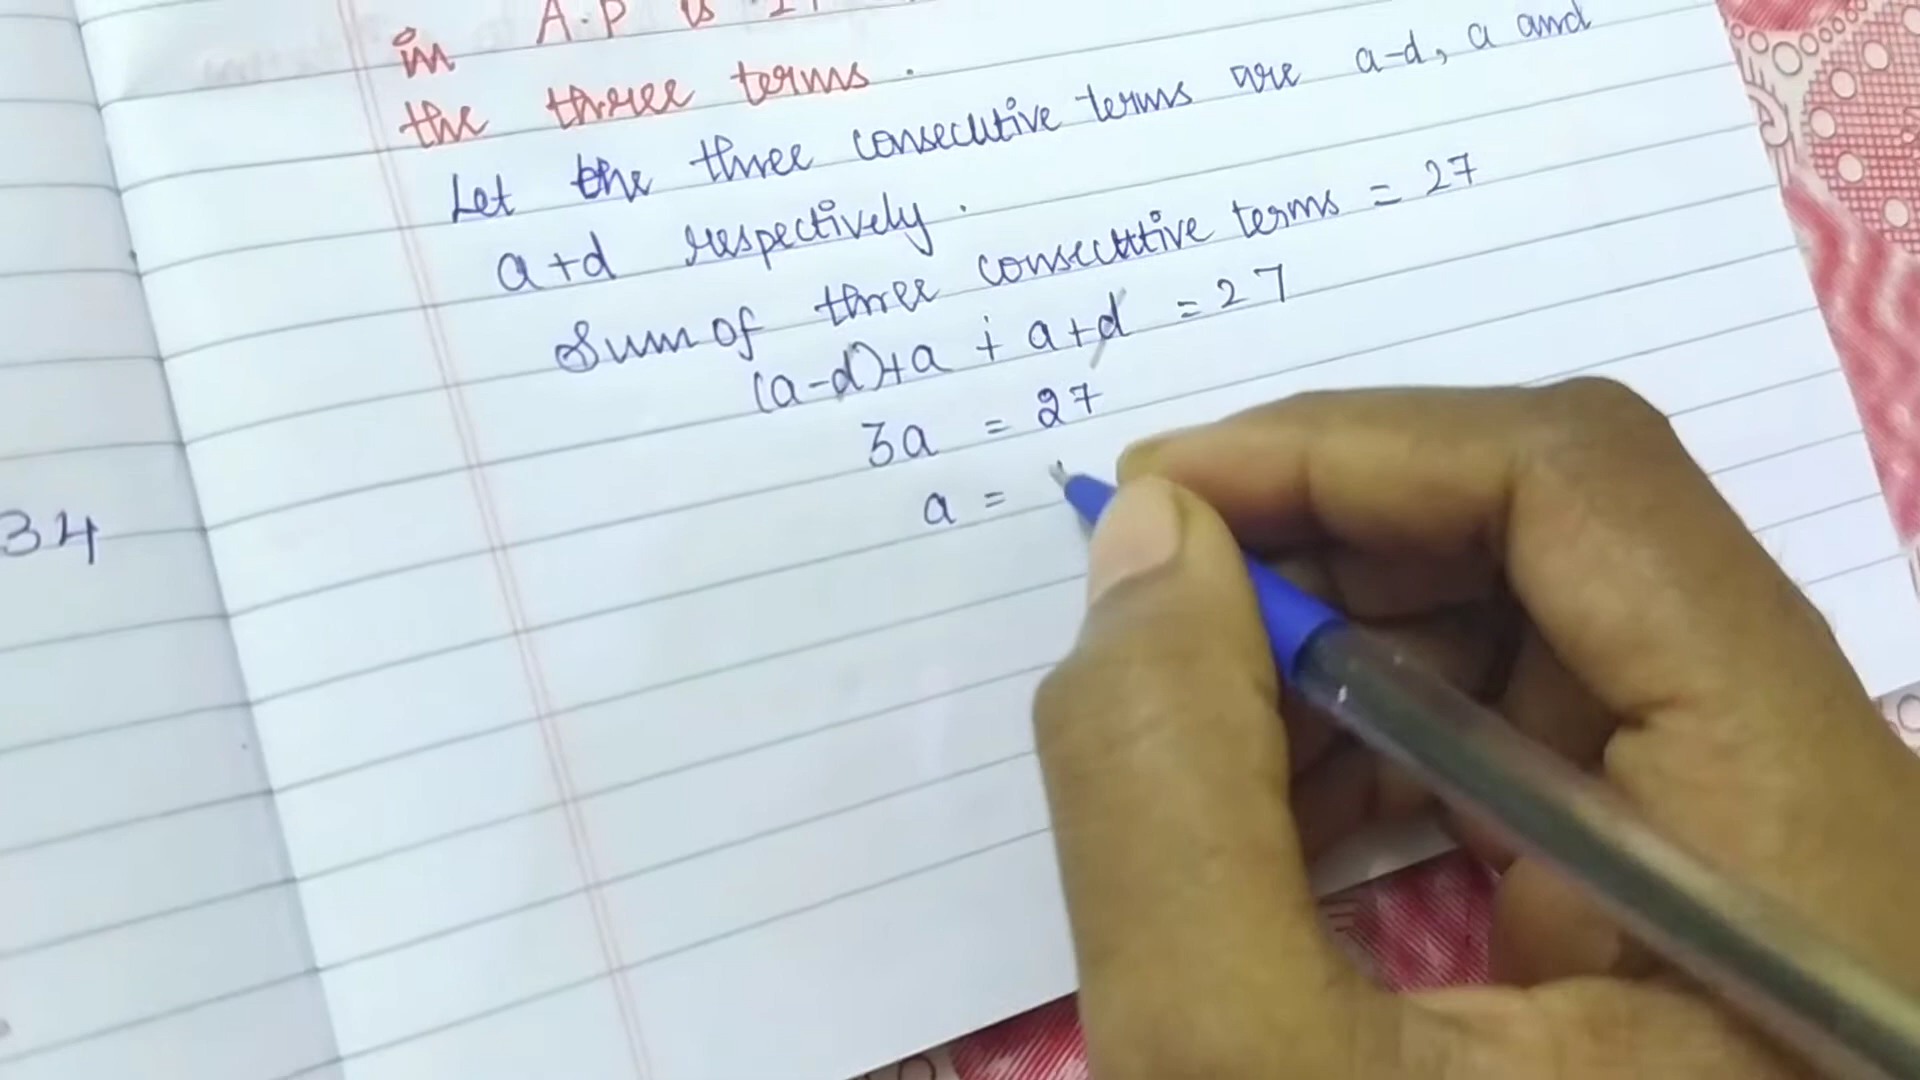 in A.P is
the three terms.
Let the three consecutive terms are a-d, a and
a+d respectively.
Sum of three consecutive terms = 27
(a-d)+a + a+d = 27
3a = 27
a =
34